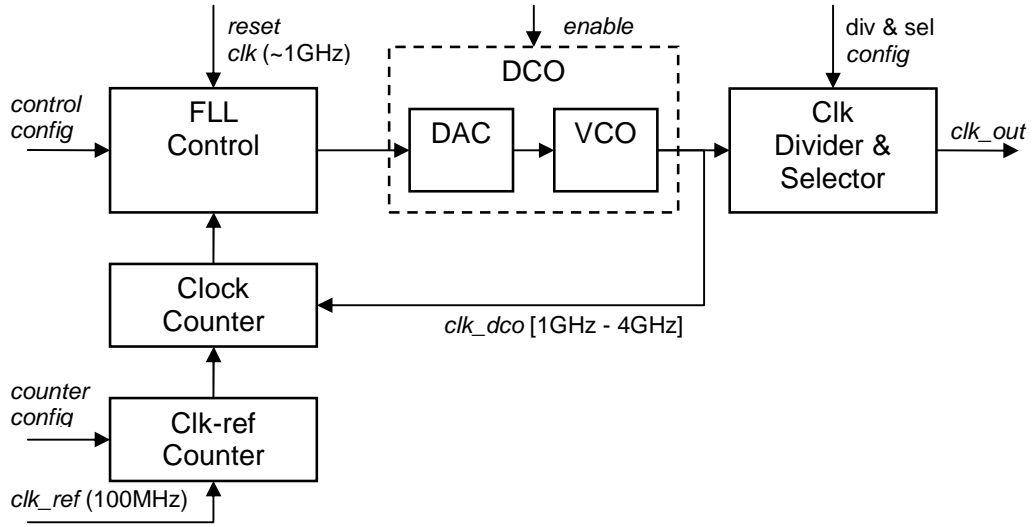 reset
clk (~1GHz)
enable
div & sel
config
control
config
FLL
Control
DCO
DAC
VCO
Clk
Divider &
Selector
clk_out
Clock
Counter
clk_dco [1GHz - 4GHz]
counter
config
Clk-ref
Counter
clk_ref (100MHz)